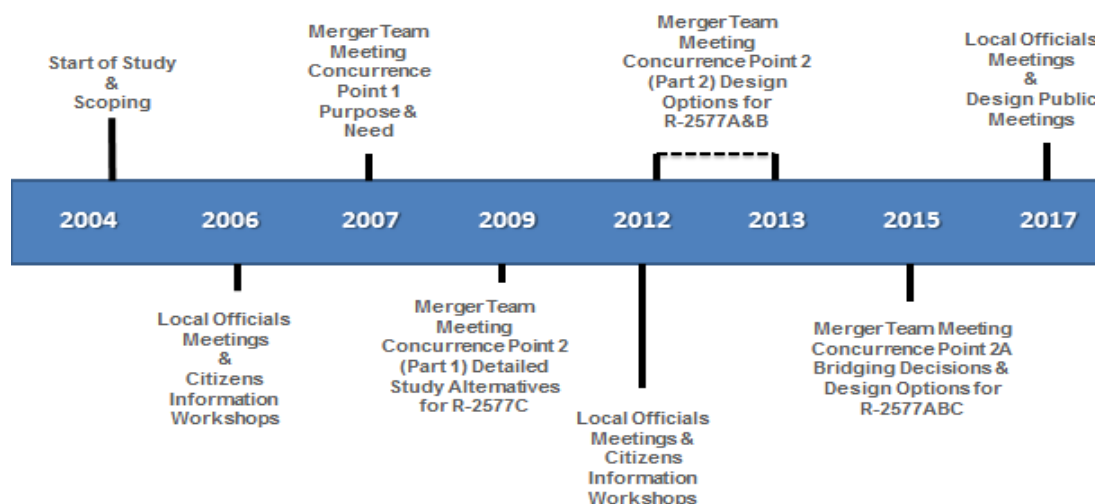 Start of Study
&
Scoping
Merger Team
Meeting
Concurrence
Point 1
Purpose &
Need
Merger Team
Meeting
Concurrence Point 2
(Part 2) Design
Options for
R-2577A&B
Local Officials
Meetings
&
Design Public
Meetings
2004 2006 2007 2009 2012 2013 2015 2017
Local Officials
Meetings
&
Citizens
Information
Workshops
Merger Team
Meeting
Concurrence Point 2
(Part 1) Detailed
Study Alternatives
for R-2577C
Local Officials
Meetings &
Citizens
Information
Workshops
Merger Team Meeting
Concurrence Point 2A
Bridging Decisions &
Design Options for
R-2577ABC